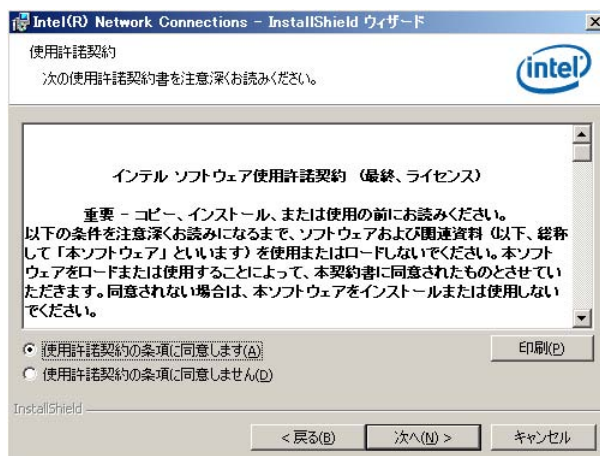 Intel(R) Network Connections - InstallShield ウィザード
使用許諾契約
次の使用許諾契約書を注意深くお読みください。
intel
インテル ソフトウェア使用許諾契約 （最終、ライセンス）
重要 - コピー、インストール、または使用の前にお読みください。
以下の条件を注意深くお読みになるまで、ソフトウェアおよび関連資料 （以下、総称
して 「本ソフトウェア」 といいます） を使用またはロードしないでください。本ソフト
ウェアをロードまたは使用することによって、本契約書に同意されたものとさせてい
ただきます。同意されない場合は、本ソフトウェアをインストールまたは使用しない
でください。
使用許諾契約の条項に同意します(A)
印刷(P)
使用許諾契約の条項に同意しません(D)
InstallShield
< 戻る(B)
次へ(N) >
キャンセル